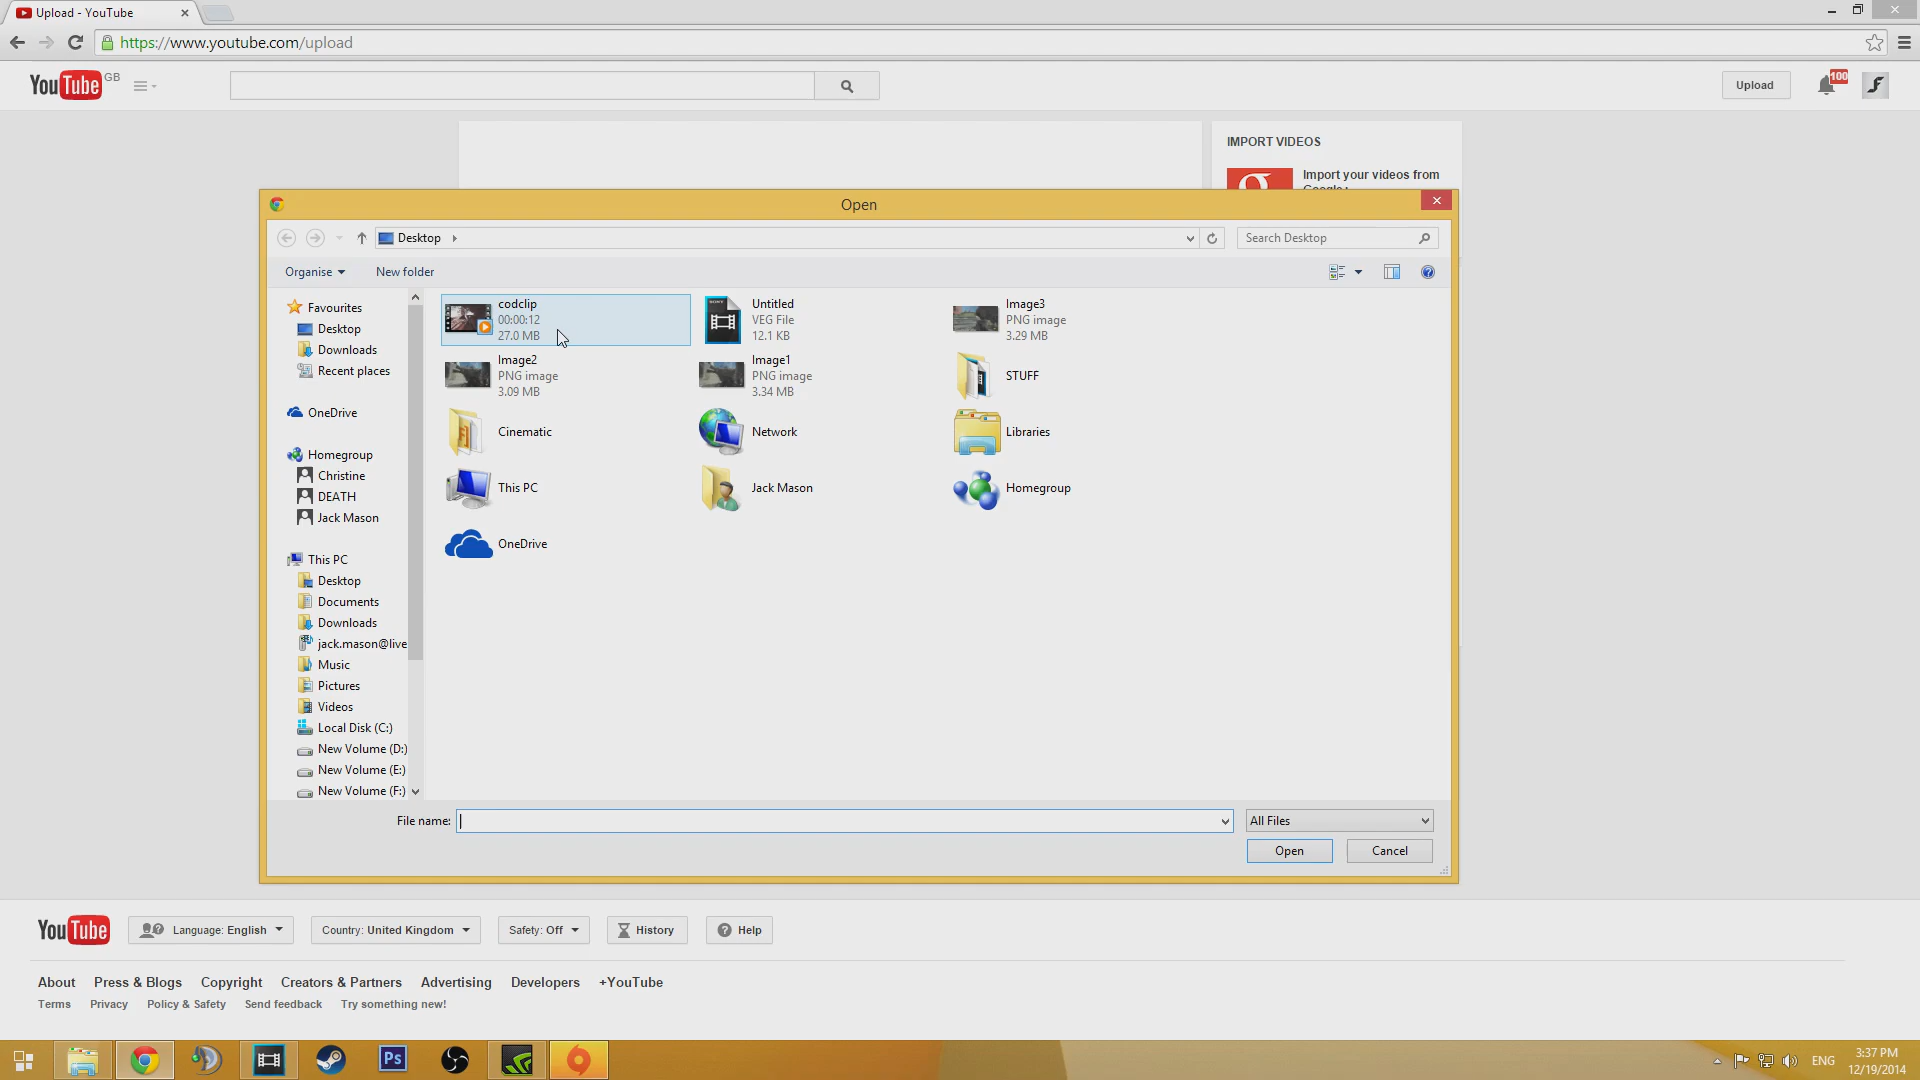 Upload - YouTube
https://www.youtube.com/upload
YouTube GB
Upload
100
IMPORT VIDEOS
Import your videos from
Open
Desktop
Search Desktop
Organise
New folder
Favourites
Desktop
Downloads
Recent places
OneDrive
Homegroup
Christine
DEATH
Jack Mason
This PC
Desktop
Documents
Downloads
jack.mason@live
Music
Pictures
Videos
Local Disk (C:)
New Volume (D:)
New Volume (E:)
New Volume (F:)
codclip
00:00:12
27.0 MB
Untitled
VEG File
12.1 KB
Image3
PNG image
3.29 MB
Image2
PNG image
3.09 MB
Image1
PNG image
3.34 MB
STUFF
Cinematic
Network
Libraries
This PC
Jack Mason
Homegroup
OneDrive
File name:
All Files
Open
Cancel
YouTube
Language: English
Country: United Kingdom
Safety: Off
History
Help
About
Press & Blogs
Copyright
Creators & Partners
Advertising
Developers
+YouTube
Terms
Privacy
Policy & Safety
Send feedback
Try something new!
Ps
ENG
3:37 PM
12/19/2014